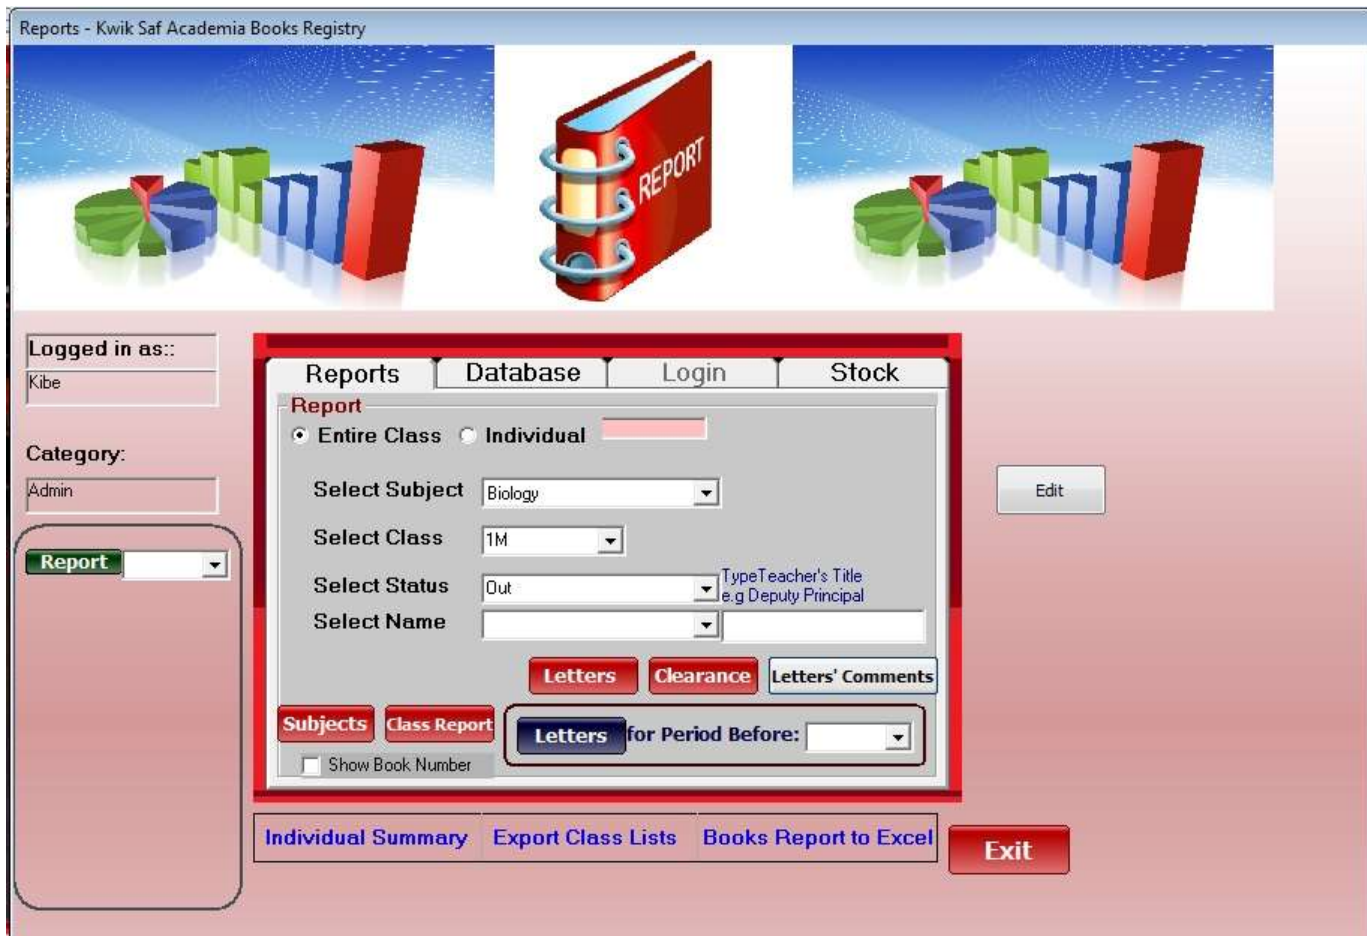 Reports - Kwik Saf Academia Books Registry
REPORT
Logged in as::
Kibe
Category:
Admin
Report
Reports Database Login Stock
Report
Entire Class Individual
Select Subject Biology
Select Class 1M
Select Status Out
TypeTeacher's Title
e.g Deputy Principal
Select Name
Letters Clearance Letters' Comments
Subjects Class Report
Letters for Period Before:
Show Book Number
Individual Summary Export Class Lists Books Report to Excel
Exit
Edit